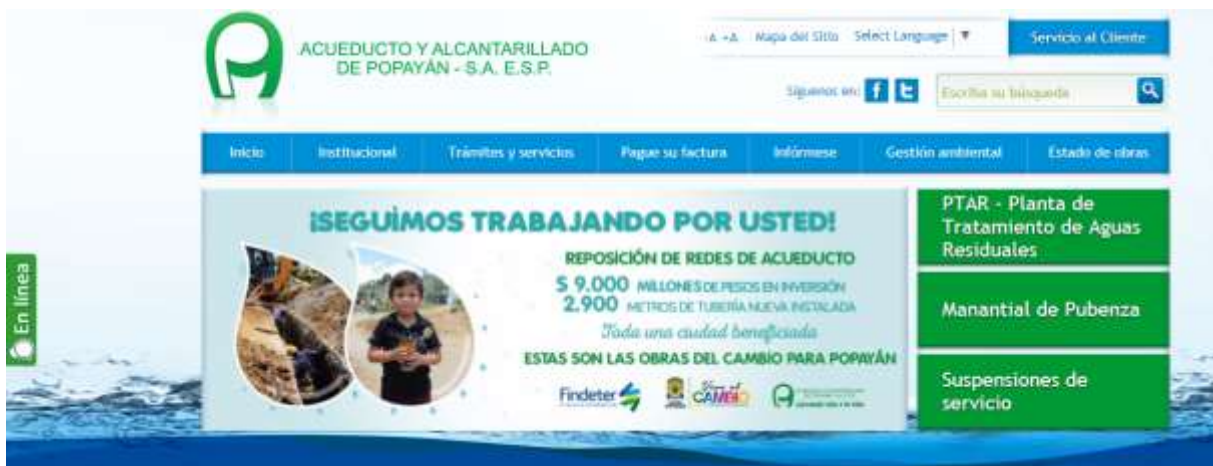 ACUEDUCTO Y ALCANTARILLADO
DE POPAYÁN - S.A. E.S.P.
-A +A Mapa del Sitio Select Language ▼
Servicio al Cliente
Síguenos en:
Escriba su búsqueda
Inicio Institucional Trámites y servicios Pague su factura Infórmese Gestión ambiental Estado de obras
¡SEGUÌMOS TRABAJANDO POR USTED!
REPOSÍCIÓN DE REDES DE ACUEDUCTO
$ 9.000 MILLONES DE PESOS EN INVERSIÓN
2.900 METROS DE TUBERÍA NUEVA INSTALADA
Toda una ciudad beneficiada
ESTAS SON LAS OBRAS DEL CAMBIO PARA POPAYÁN
Findeter
Viva el
CAMBIO
PTAR - Planta de
Tratamiento de Aguas
Residuales
Manantial de Pubenza
Suspensiones de
servicio
En línea